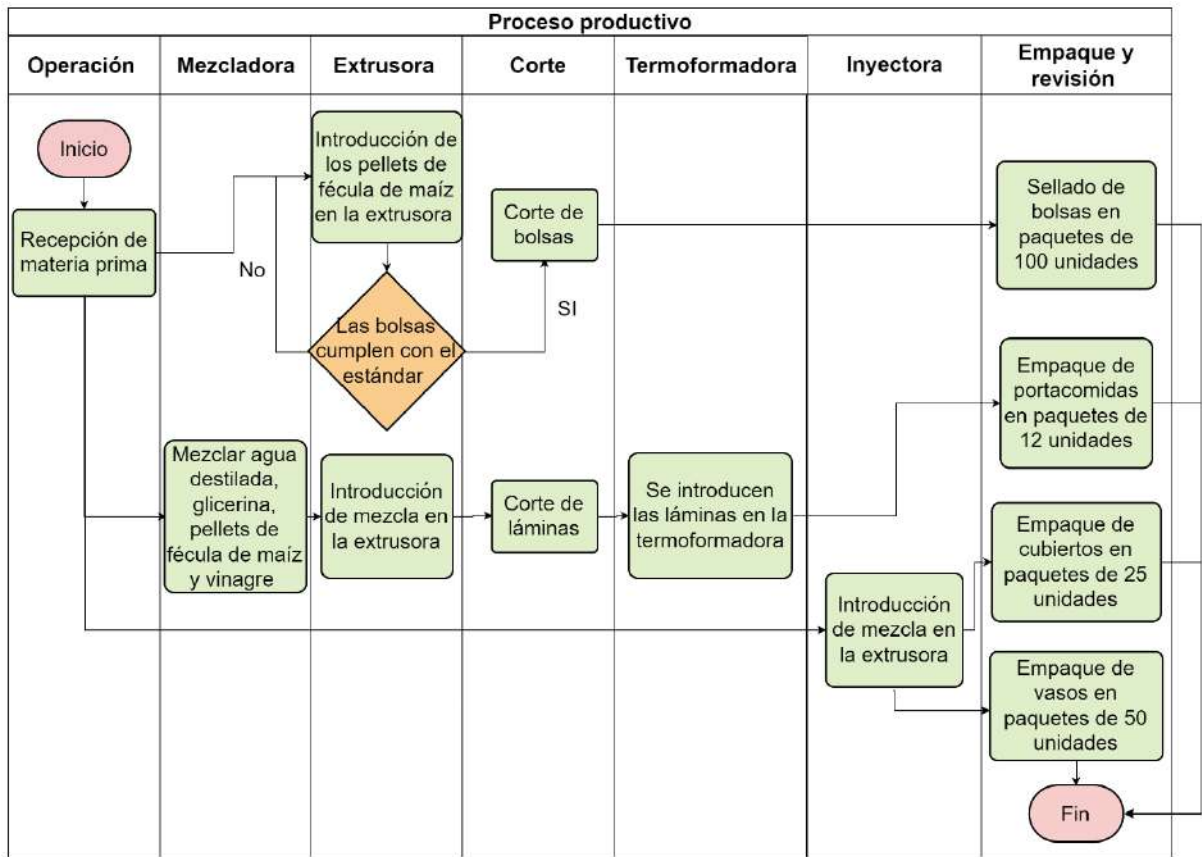 Proceso productivo
Operación
Mezcladora
Extrusora
Corte
Termoformadora
Inyectora
Empaque y
revisión
Inicio
Recepción de
materia prima
No
Introducción de
los pellets de
fécula de maíz
en la extrusora
Las bolsas
cumplen con el
estándar
SI
Corte de
bolsas
Sellado de
bolsas en
paquetes de
100 unidades
Mezclar agua
destilada,
glicerina,
pellets de
fécula de maíz
y vinagre
Introducción
de mezcla en
la extrusora
Corte de
láminas
Se introducen
las láminas en la
termoformadora
Empaque de
portacomidas
en paquetes de
12 unidades
Introducción
de mezcla en
la extrusora
Empaque de
cubiertos en
paquetes de 25
unidades
Empaque de
vasos en
paquetes de 50
unidades
Fin